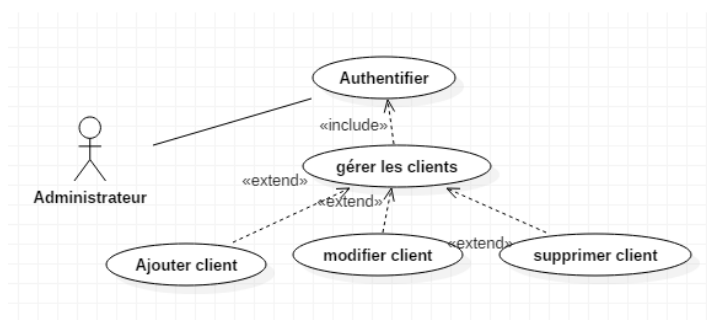 Authentifier
«include»
gérer les clients
Administrateur
«extend»
«extend»
«extend»
Ajouter client
modifier client
supprimer client